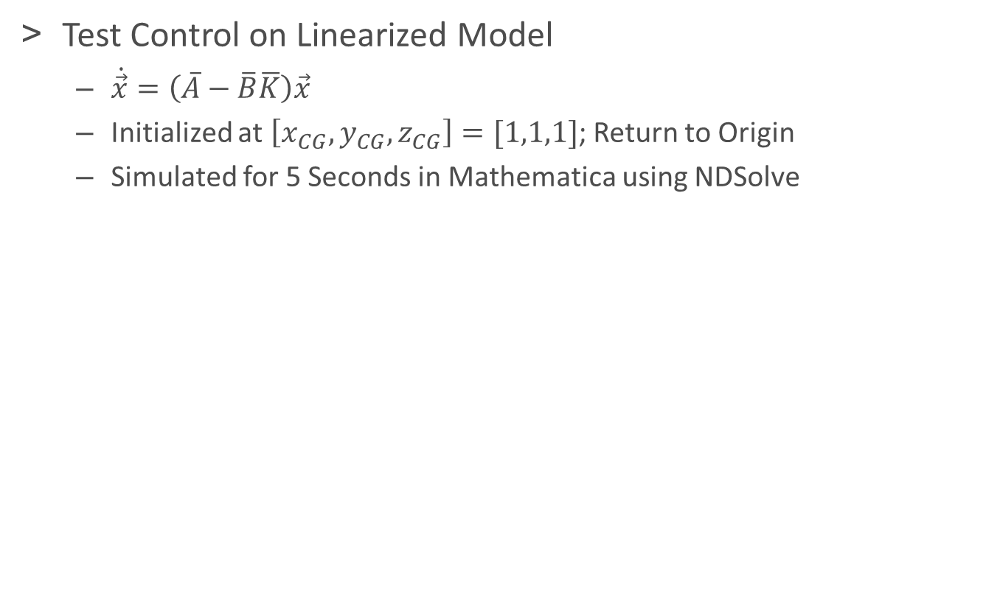 > Test Control on Linearized Model
– $\dot{\vec{x}} = (\bar{A} - \bar{B}\bar{K})\vec{x}$
– Initialized at $[x_{CG}, y_{CG}, z_{CG}] = [1,1,1]$; Return to Origin
– Simulated for 5 Seconds in Mathematica using NDSolve